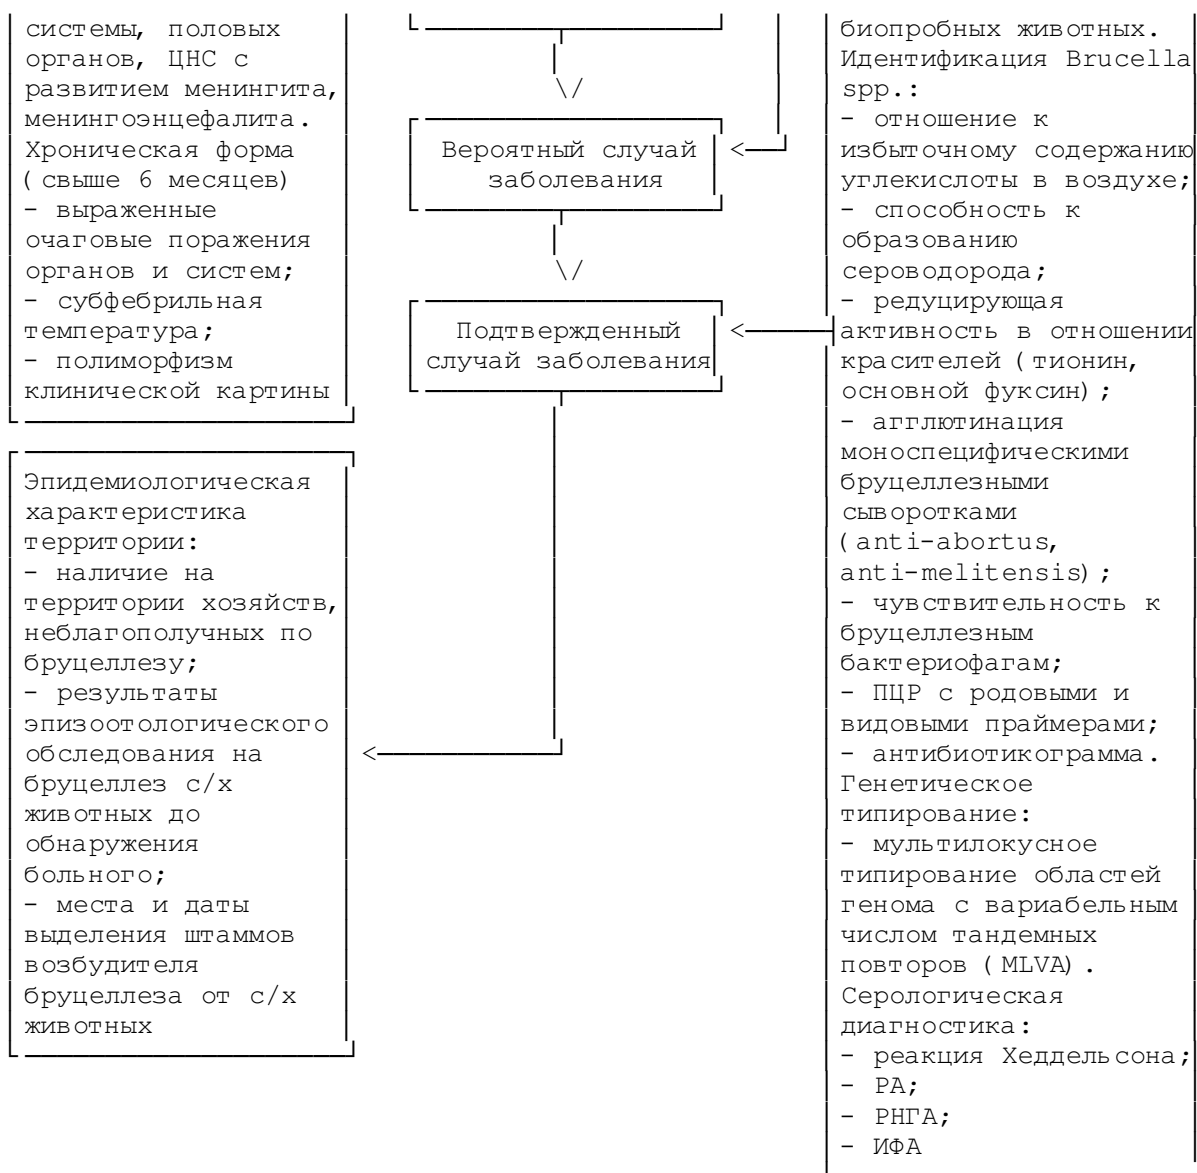 системы, половых
органов, ЦНС с
развитием менингита,
менингоэнцефалита.
Хроническая форма
(свыше 6 месяцев)
- выраженные
очаговые поражения
органов и систем;
- субфебрильная
температура;
- полиморфизм
клинической картины
Эпидемиологическая
характеристика
территории:
- наличие на
территории хозяйств,
неблагополучных по
бруцеллезу;
- результаты
эпизоотологического
обследования на
бруцеллез с/х
животных до
обнаружения
больного;
- места и даты
выделения штаммов
возбудителя
бруцеллеза от с/х
животных
Вероятный случай
заболевания
Подтвержденный
случай заболевания
биопробных животных.
Идентификация Brucella
spp.:
- отношение к
избыточному содержанию
углекислоты в воздухе;
- способность к
образованию
сероводорода;
- редуцирующая
активность в отношении
красителей (тионин,
основной фуксин);
- агглютинация
моноспецифическими
бруцеллезными
сыворотками
(anti-abortus,
anti-melitensis);
- чувствительность к
бруцеллезным
бактериофагам;
- ПЦР с родовыми и
видовыми праймерами;
- антибиотикограмма.
Генетическое
типирование:
- мультилокусное
типирование областей
генома с вариабельным
числом тандемных
повторов (MLVA).
Серологическая
диагностика:
- реакция Хеддельсона;
- РА;
- РНГА;
- ИФА